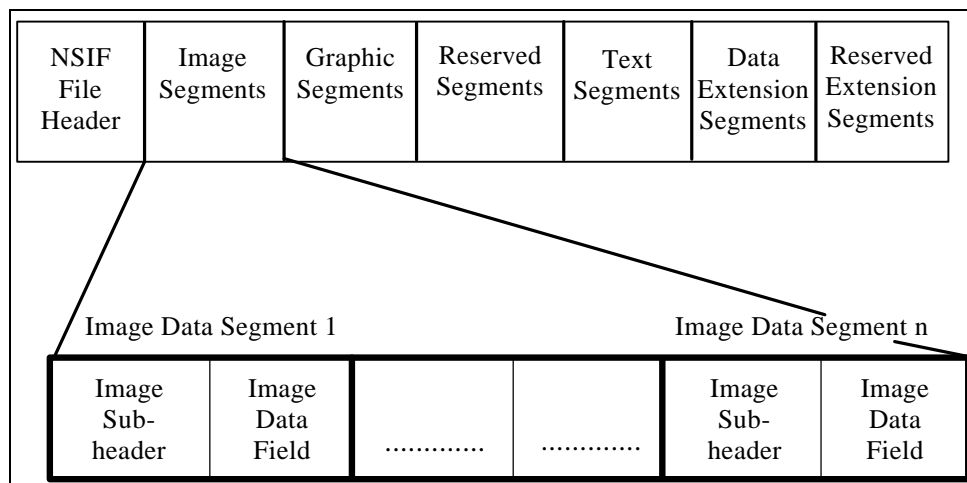 NSIF
File
Header
Image
Segments
Graphic
Segments
Reserved
Segments
Text
Segments
Data
Extension
Segments
Reserved
Extension
Segments
Image Data Segment 1
Image Data Segment n
Image
Sub-
header
Image
Data
Field
.............
.............
Image
Sub-
header
Image
Data
Field